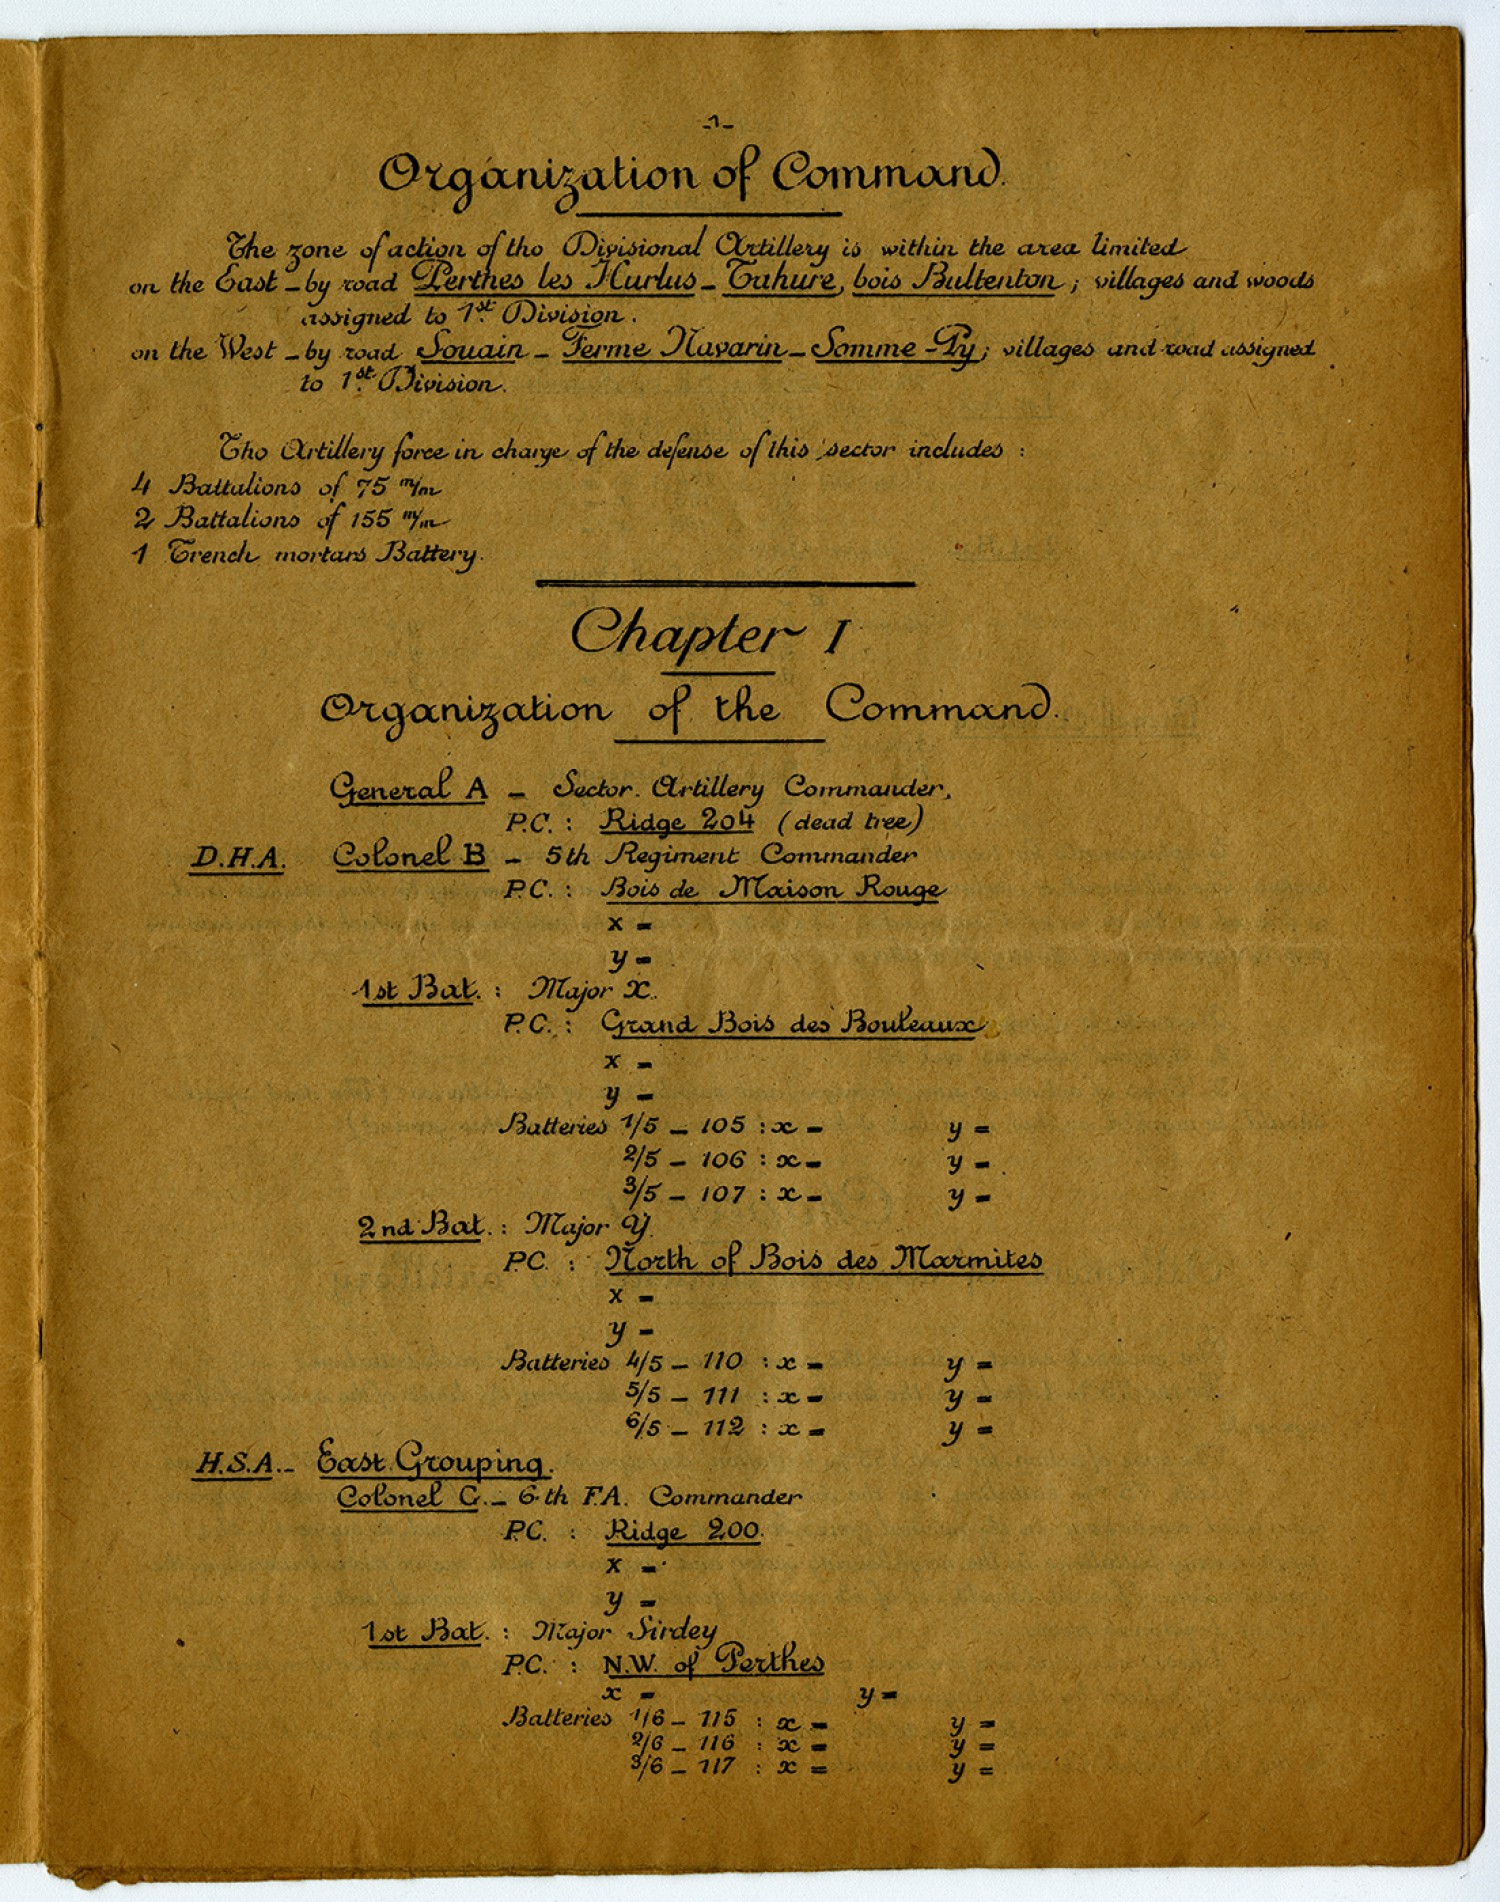 -1-
Organization of Command.
The zone of action of tho Divisional Artillery is within the area limited
on the East - by road Perthes les Hurlus - Tahure, bois Bultenton ; villages and woods
assigned to 1st. Division.
on the West - by road Souain - Ferme Navarin - Somme-Py; villages and road assigned
to 1st. Division.
Tho Artillery force in charge of the defense of this sector includes :
4 Battalions of 75 m/m
2 Battalions of 155 m/m
1 Trench mortars Battery.
Chapter I
Organization of the Command.
General A - Sector Artillery Commander,
P.C. : Ridge 204 (dead tree)
D.H.A. Colonel B - 5th Regiment Commander
P.C. : Bois de Maison Rouge
x =
y =
1st Bat. : Major X.
P.C. : Grand Bois des Bouleaux
x =
y =
Batteries 1/5 - 105 : x = y =
2/5 - 106 : x = y =
3/5 - 107 : x = y =
2nd Bat. : Major Y.
P.C. : North of Bois des Marmites
x =
y =
Batteries 4/5 - 110 : x = y =
5/5 - 111 : x = y =
6/5 - 112 : x = y =
H.S.A. - East Grouping.
Colonel C. - 6th F.A. Commander
P.C. : Ridge 200.
x =
y =
1st Bat. : Major Sirdey
P.C. : N.W. of Perthes
x = y =
Batteries 1/6 - 115 : x = y =
2/6 - 116 : x = y =
3/6 - 117 : x = y =